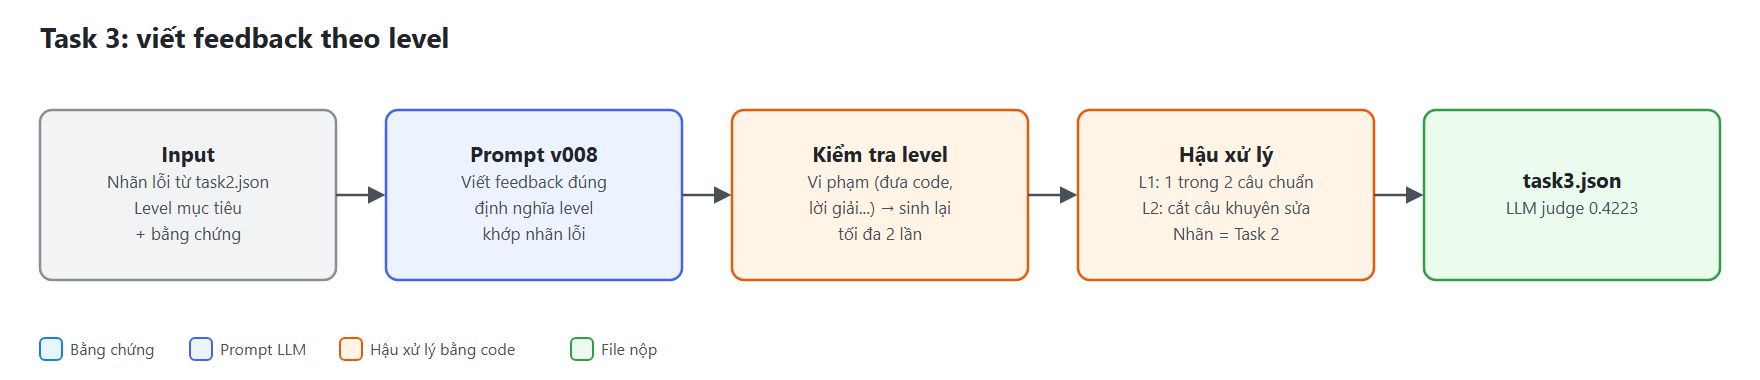 Task 3: viết feedback theo level
Input
Nhãn lỗi từ task2.json
Level mục tiêu
+ bằng chứng
Prompt v008
Viết feedback đúng
định nghĩa level
khớp nhãn lỗi
Kiểm tra level
Vi phạm (đưa code,
lời giải...) → sinh lại
tối đa 2 lần
Hậu xử lý
L1: 1 trong 2 câu chuẩn
L2: cắt câu khuyên sửa
Nhãn = Task 2
task3.json
LLM judge 0.4223
Bằng chứng
Prompt LLM
Hậu xử lý bằng code
File nộp